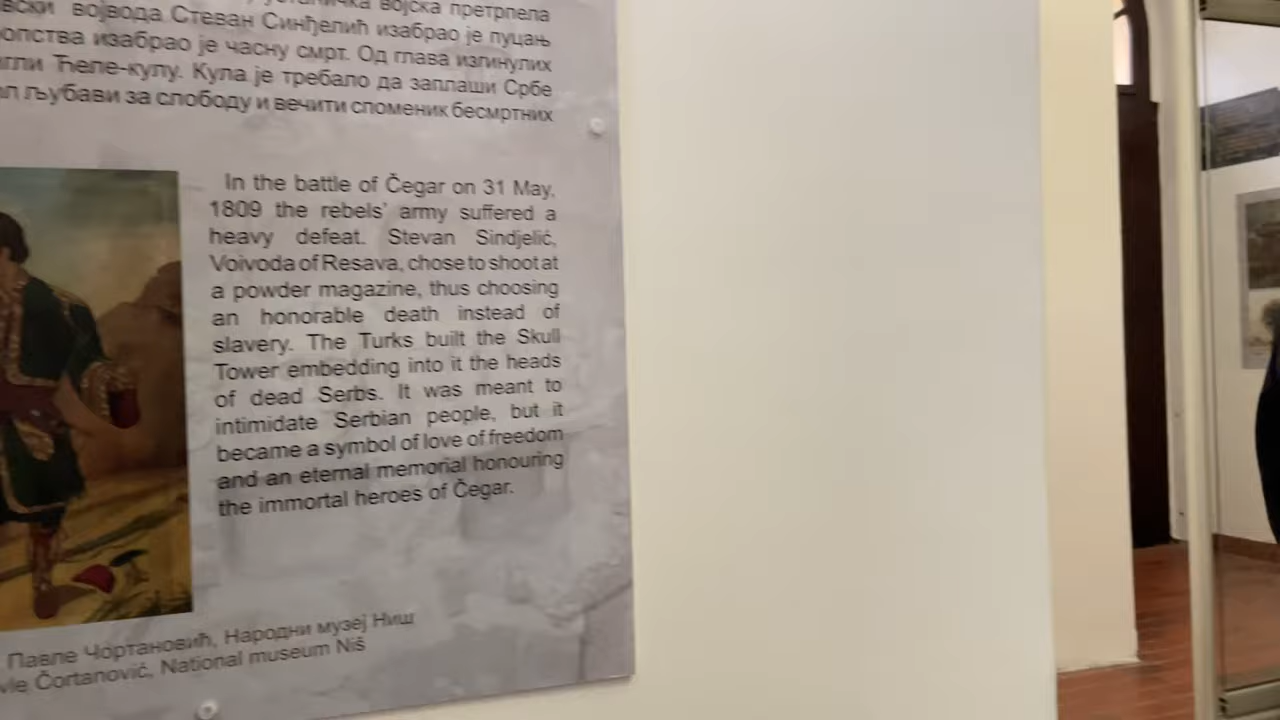 војска претрпела
војвода Стеван Синђелић изабрао је пуцањ
изабрао је часну смрт. Од глава изгинулих
Ћеле-кулу. Кула је требало да заплаши Србе
љубави за слободу и вечити споменик бесмртних
In the battle of Čegar on 31 May,
1809 the rebels' army suffered a
heavy defeat. Stevan Sindjelić,
Voivoda of Resava, chose to shoot at
a powder magazine, thus choosing
an honorable death instead of
slavery. The Turks built the Skull
Tower embedding into it the heads
of dead Serbs. It was meant to
intimidate Serbian people, but it
became a symbol of love of freedom
and an eternal memorial honouring
the immortal heroes of Čegar.
Павле Чортановић, Народни музеј Ниш
Čortanović, National museum Niš